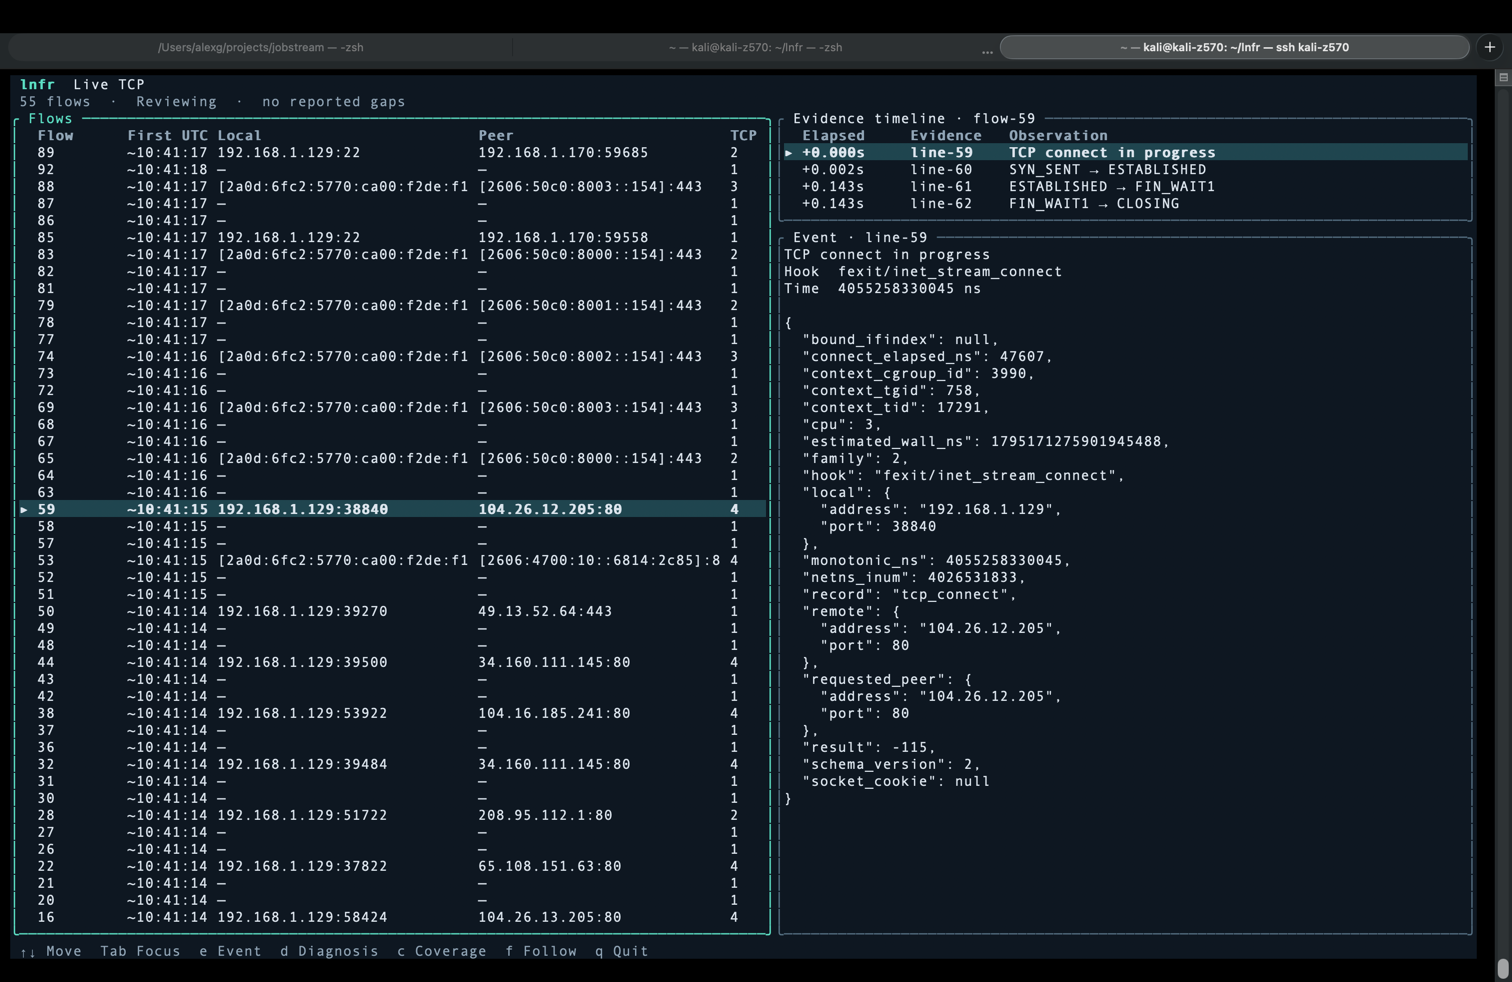 /Users/alexg/projects/jobstream — -zsh
~ — kali@kali-z570: ~/lnfr — -zsh
...
~ — kali@kali-z570: ~/lnfr — ssh kali-z570
+
lnfr Live TCP
55 flows · Reviewing · no reported gaps
Flows
Flow First UTC Local Peer TCP
89 ~10:41:17 192.168.1.129:22 192.168.1.170:59685 2
92 ~10:41:18 — — 1
88 ~10:41:17 [2a0d:6fc2:5770:ca00:f2de:f1 [2606:50c0:8003::154]:443 3
87 ~10:41:17 — — 1
86 ~10:41:17 — — 1
85 ~10:41:17 192.168.1.129:22 192.168.1.170:59558 1
83 ~10:41:17 [2a0d:6fc2:5770:ca00:f2de:f1 [2606:50c0:8000::154]:443 2
82 ~10:41:17 — — 1
81 ~10:41:17 — — 1
79 ~10:41:17 [2a0d:6fc2:5770:ca00:f2de:f1 [2606:50c0:8001::154]:443 2
78 ~10:41:17 — — 1
77 ~10:41:17 — — 1
74 ~10:41:16 [2a0d:6fc2:5770:ca00:f2de:f1 [2606:50c0:8002::154]:443 3
73 ~10:41:16 — — 1
72 ~10:41:16 — — 1
69 ~10:41:16 [2a0d:6fc2:5770:ca00:f2de:f1 [2606:50c0:8003::154]:443 3
68 ~10:41:16 — — 1
67 ~10:41:16 — — 1
65 ~10:41:16 [2a0d:6fc2:5770:ca00:f2de:f1 [2606:50c0:8000::154]:443 2
64 ~10:41:16 — — 1
63 ~10:41:16 — — 1
▸ 59 ~10:41:15 192.168.1.129:38840 104.26.12.205:80 4
58 ~10:41:15 — — 1
57 ~10:41:15 — — 1
53 ~10:41:15 [2a0d:6fc2:5770:ca00:f2de:f1 [2606:4700:10::6814:2c85]:8 4
52 ~10:41:15 — — 1
51 ~10:41:15 — — 1
50 ~10:41:14 192.168.1.129:39270 49.13.52.64:443 1
49 ~10:41:14 — — 1
48 ~10:41:14 — — 1
44 ~10:41:14 192.168.1.129:39500 34.160.111.145:80 4
43 ~10:41:14 — — 1
42 ~10:41:14 — — 1
38 ~10:41:14 192.168.1.129:53922 104.16.185.241:80 4
37 ~10:41:14 — — 1
36 ~10:41:14 — — 1
32 ~10:41:14 192.168.1.129:39484 34.160.111.145:80 4
31 ~10:41:14 — — 1
30 ~10:41:14 — — 1
28 ~10:41:14 192.168.1.129:51722 208.95.112.1:80 2
27 ~10:41:14 — — 1
26 ~10:41:14 — — 1
22 ~10:41:14 192.168.1.129:37822 65.108.151.63:80 4
21 ~10:41:14 — — 1
20 ~10:41:14 — — 1
16 ~10:41:14 192.168.1.129:58424 104.26.13.205:80 4
Evidence timeline · flow-59
Elapsed Evidence Observation
▸ +0.000s line-59 TCP connect in progress
+0.002s line-60 SYN_SENT → ESTABLISHED
+0.143s line-61 ESTABLISHED → FIN_WAIT1
+0.143s line-62 FIN_WAIT1 → CLOSING
Event · line-59
TCP connect in progress
Hook fexit/inet_stream_connect
Time 4055258330045 ns
{
"bound_ifindex": null,
"connect_elapsed_ns": 47607,
"context_cgroup_id": 3990,
"context_tgid": 758,
"context_tid": 17291,
"cpu": 3,
"estimated_wall_ns": 1795171275901945488,
"family": 2,
"hook": "fexit/inet_stream_connect",
"local": {
"address": "192.168.1.129",
"port": 38840
},
"monotonic_ns": 4055258330045,
"netns_inum": 4026531833,
"record": "tcp_connect",
"remote": {
"address": "104.26.12.205",
"port": 80
},
"requested_peer": {
"address": "104.26.12.205",
"port": 80
},
"result": -115,
"schema_version": 2,
"socket_cookie": null
}
↑↓ Move Tab Focus e Event d Diagnosis c Coverage f Follow q Quit